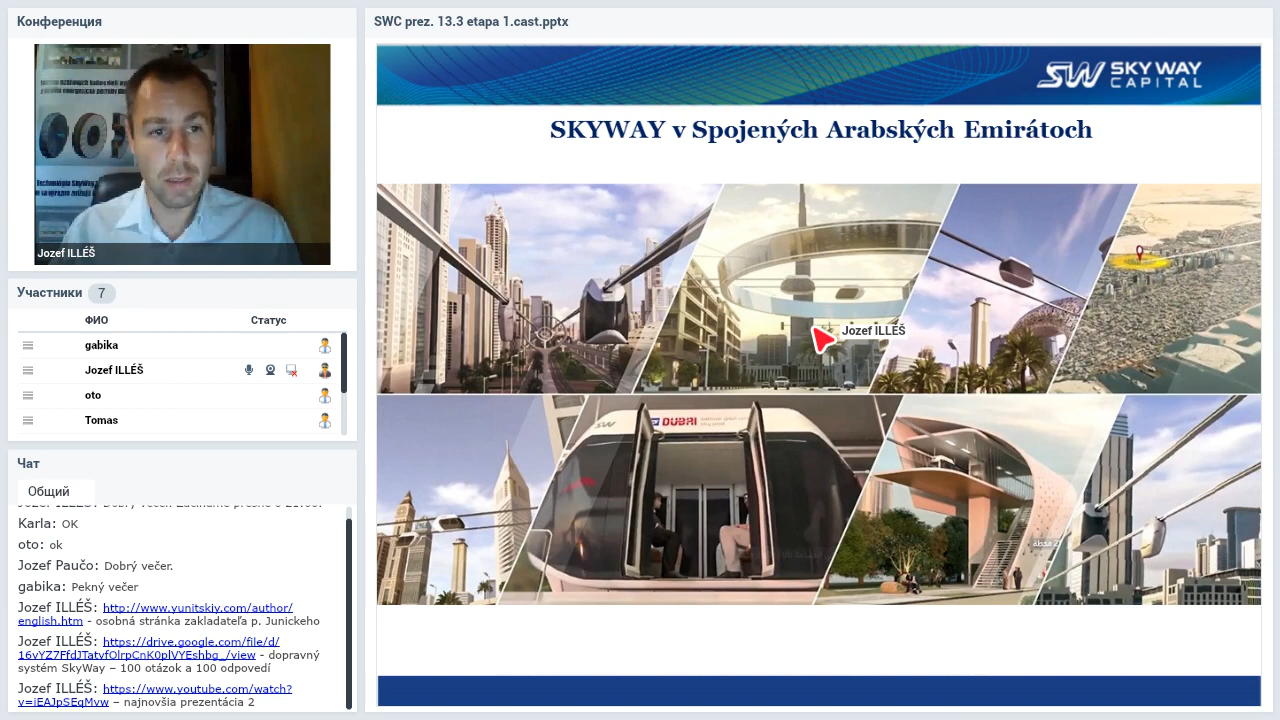 Конференция
Jozef ILLÉŠ
Участники 7
ФИО Статус
gabika
Jozef ILLÉŠ
oto
Tomas
Чат
Общий
Karla: OK
oto: ok
Jozef Paučo: Dobrý večer.
gabika: Pekný večer
Jozef ILLÉŠ: http://www.yunitskiy.com/author/
english.htm - osobná stránka zakladateľa p. Junického
Jozef ILLÉŠ: https://drive.google.com/file/d/
16vYZ7FfdJTatvfOlrpCnK0plVYEshbg_/view - dopravný
systém SkyWay – 100 otázok a 100 odpovedí
Jozef ILLÉŠ: https://www.youtube.com/watch?
v=iEAJpSEqMvw – najnovšia prezentácia 2
SWC prez. 13.3 etapa 1.cast.pptx
SW SKY WAY
CAPITAL
SKYWAY v Spojených Arabských Emirátoch
Jozef ILLÉŠ
SW DUBAI